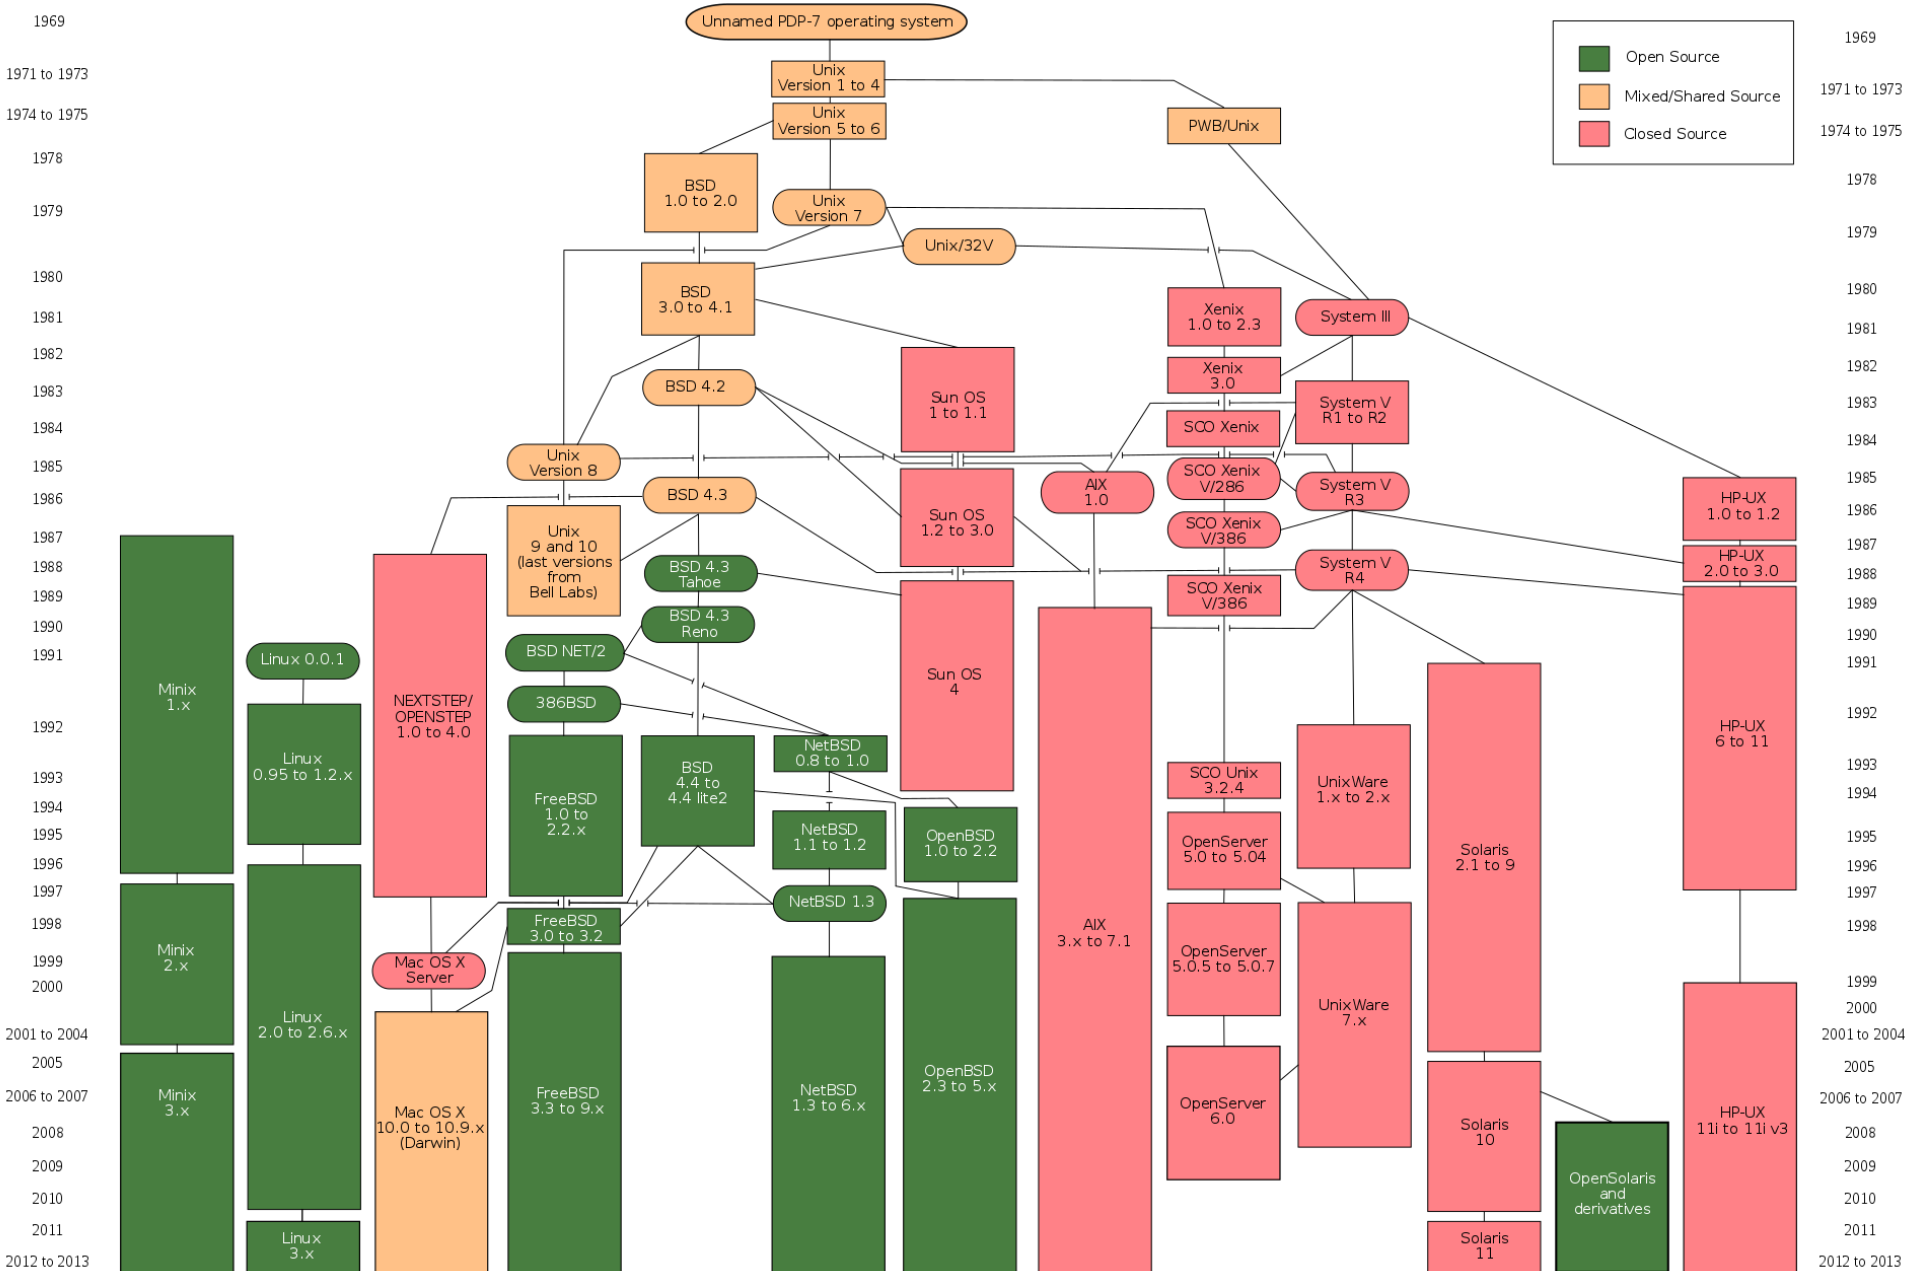 Unnamed PDP-7 operating system
Unix
Version 1 to 4
Unix
Version 5 to 6
PWB/Unix
Open Source
Mixed/Shared Source
Closed Source
BSD
1.0 to 2.0
Unix
Version 7
Unix/32V
BSD
3.0 to 4.1
Xenix
1.0 to 2.3
System III
Sun OS
1 to 1.1
Xenix
3.0
BSD 4.2
System V
R1 to R2
SCO Xenix
Unix
Version 8
SCO Xenix
V/286
BSD 4.3
AIX
1.0
System V
R3
HP-UX
1.0 to 1.2
Sun OS
1.2 to 3.0
Unix
9 and 10
(last versions
from
Bell Labs)
SCO Xenix
V/386
HP-UX
2.0 to 3.0
BSD 4.3
Tahoe
System V
R4
SCO Xenix
V/386
BSD 4.3
Reno
BSD NET/2
Linux 0.0.1
Minix
1.x
Sun OS
4
386BSD
NEXTSTEP/
OPENSTEP
1.0 to 4.0
HP-UX
6 to 11
NetBSD
0.8 to 1.0
Linux
0.95 to 1.2.x
BSD
4.4 to
4.4 lite2
SCO Unix
3.2.4
UnixWare
1.x to 2.x
FreeBSD
1.0 to
2.2.x
NetBSD
1.1 to 1.2
OpenBSD
1.0 to 2.2
OpenServer
5.0 to 5.04
Solaris
2.1 to 9
NetBSD 1.3
FreeBSD
3.0 to 3.2
AIX
3.x to 7.1
Minix
2.x
OpenServer
5.0.5 to 5.0.7
Mac OS X
Server
UnixWare
7.x
Linux
2.0 to 2.6.x
OpenBSD
2.3 to 5.x
Minix
3.x
FreeBSD
3.3 to 9.x
NetBSD
1.3 to 6.x
OpenServer
6.0
Mac OS X
10.0 to 10.9.x
(Darwin)
HP-UX
11i to 11i v3
Solaris
10
OpenSolaris
and
derivatives
Linux
3.x
Solaris
11
1969
1971 to 1973
1974 to 1975
1978
1979
1980
1981
1982
1983
1984
1985
1986
1987
1988
1989
1990
1991
1992
1993
1994
1995
1996
1997
1998
1999
2000
2001 to 2004
2005
2006 to 2007
2008
2009
2010
2011
2012 to 2013
1969
1971 to 1973
1974 to 1975
1978
1979
1980
1981
1982
1983
1984
1985
1986
1987
1988
1989
1990
1991
1992
1993
1994
1995
1996
1997
1998
1999
2000
2001 to 2004
2005
2006 to 2007
2008
2009
2010
2011
2012 to 2013